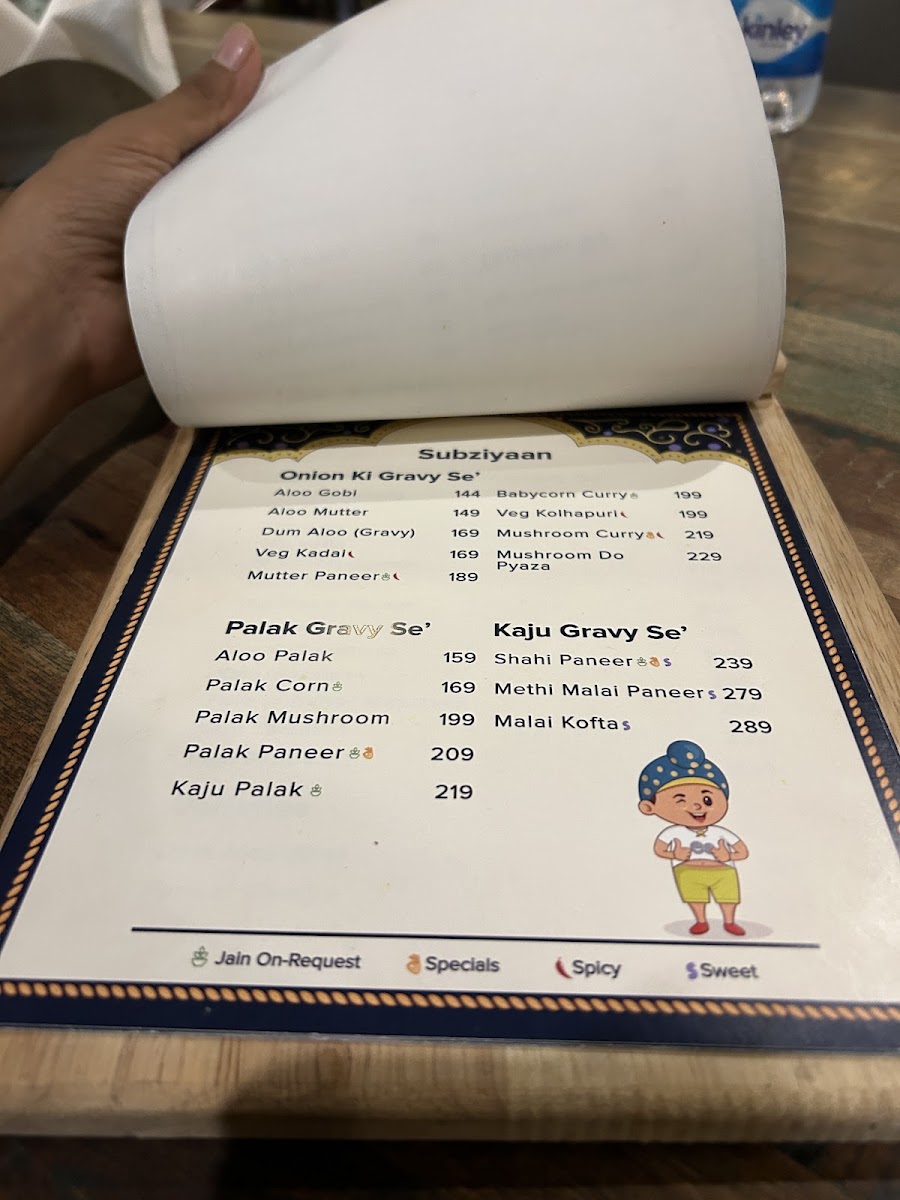 kinley
Subziyaan
Onion Ki Gravy Se'
Aloo Gobi 144
Aloo Mutter 149
Dum Aloo (Gravy) 169
Veg Kadai 169
Mutter Paneer 189
Babycorn Curry 199
Veg Kolhapuri 199
Mushroom Curry 219
Mushroom Do 229
Pyaza
Palak Gravy Se'
Aloo Palak 159
Palak Corn 169
Palak Mushroom 199
Palak Paneer 209
Kaju Palak 219
Kaju Gravy Se'
Shahi Paneer S 239
Methi Malai Paneer S 279
Malai Kofta S 289
Jain On-Request Specials Spicy S Sweet